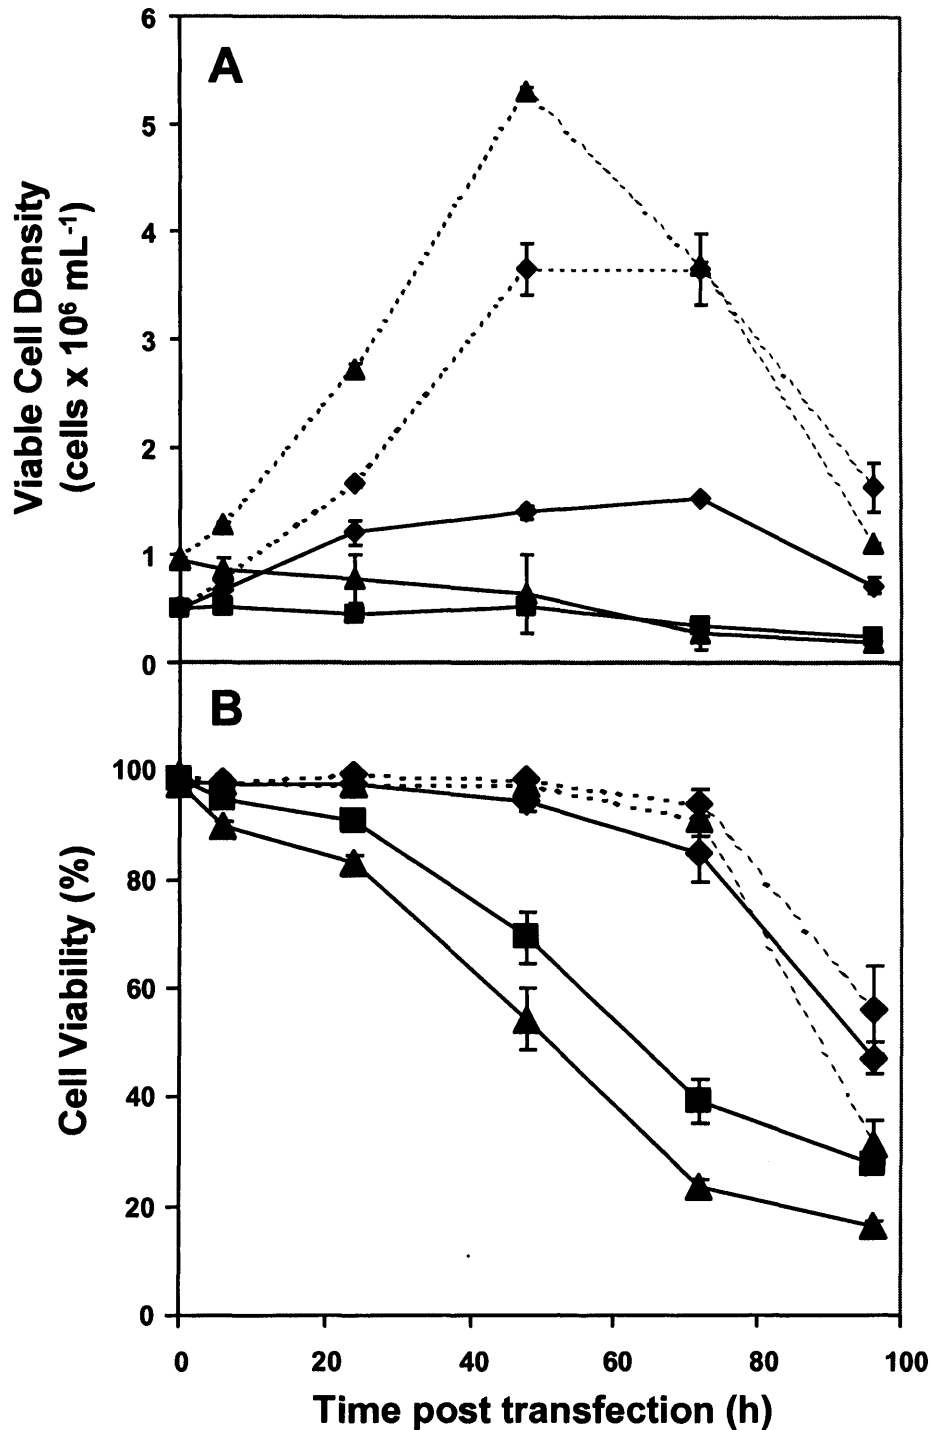 A
6
5
4
3
2
1
0
Viable Cell Density
(cells x 10⁶ mL⁻¹)
B
100
80
60
40
20
0
Cell Viability (%)
0 20 40 60 80 100
Time post transfection (h)